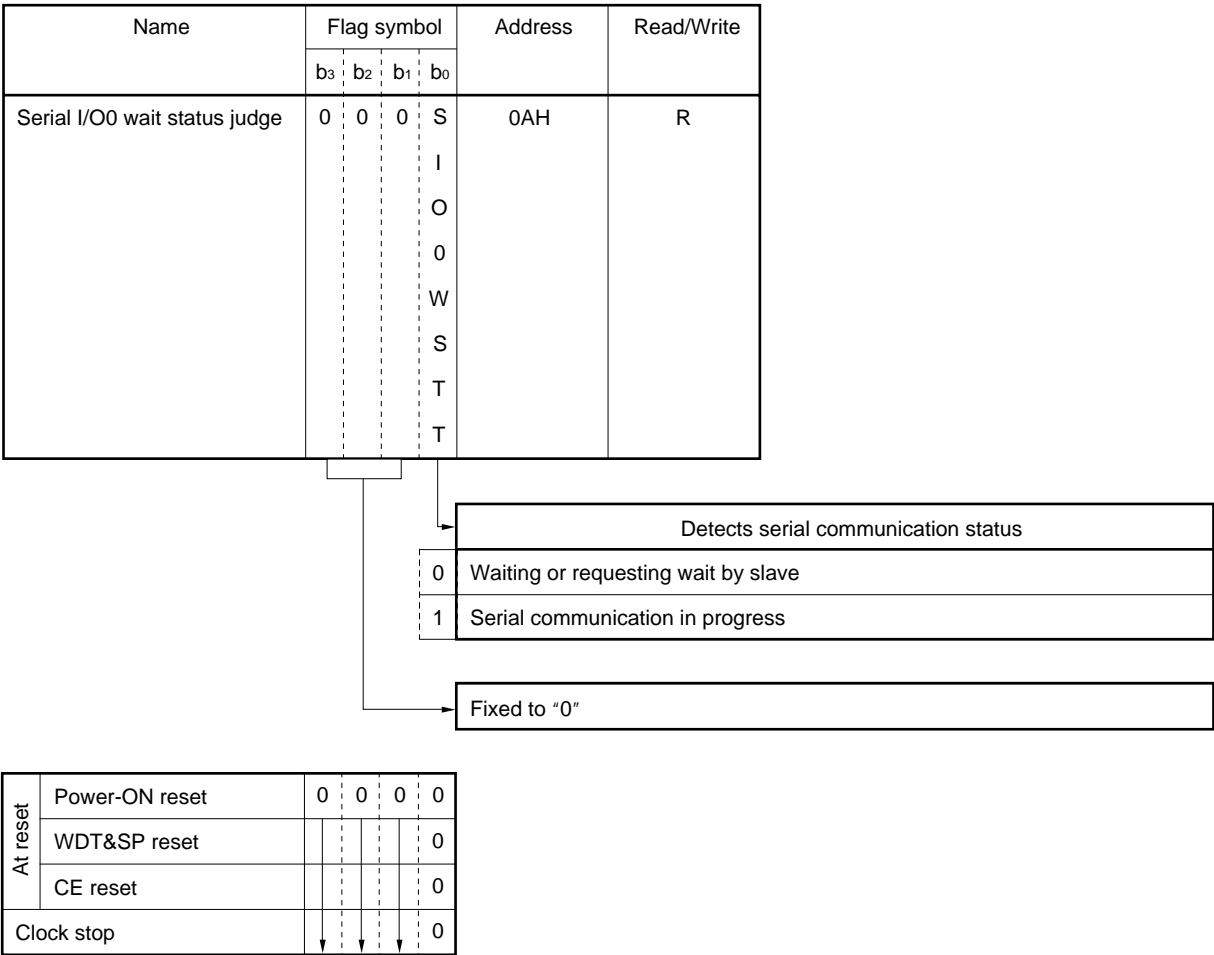 Name Flag symbol Address Read/Write
b3 b2 b1 b0
Serial I/O0 wait status judge 0 0 0 S 0AH R
I
O
0
W
S
T
T
Detects serial communication status
0 Waiting or requesting wait by slave
1 Serial communication in progress
Fixed to “0”
At reset
Power-ON reset 0 0 0 0
WDT&SP reset 0
CE reset 0
Clock stop 0